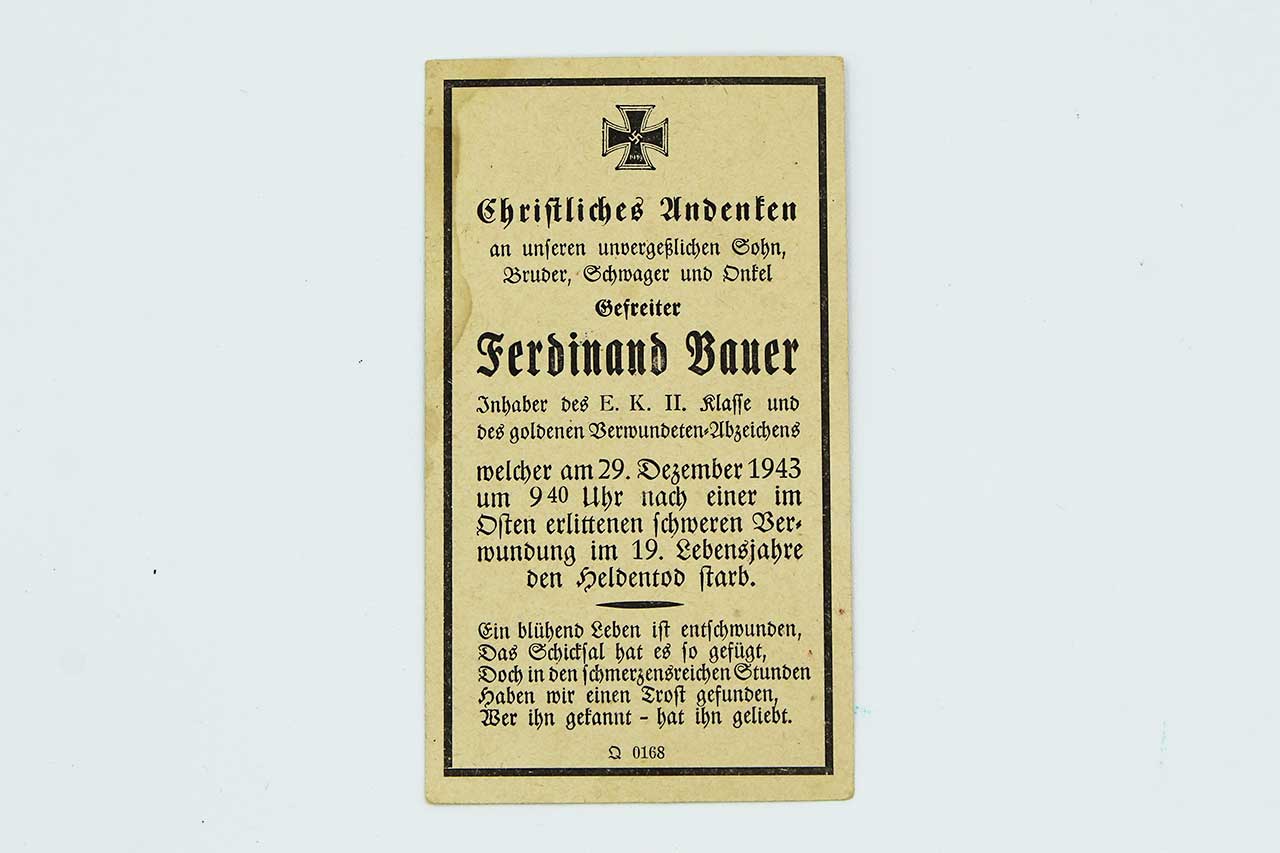 1939
Christliches Andenken
an unseren unvergeßlichen Sohn,
Bruder, Schwager und Onkel
Gefreiter
Ferdinand Bauer
Inhaber des E. K. II. Klasse und
des goldenen Verwundeten-Abzeichens
welcher am 29. Dezember 1943
um 9 40 Uhr nach einer im
Osten erlittenen schweren Ver-
wundung im 19. Lebensjahre
den Heldentod starb.
Ein blühend Leben ist entschwunden,
Das Schicksal hat es so gefügt,
Doch in den schmerzensreichen Stunden
Haben wir einen Trost gefunden,
Wer ihn gekannt - hat ihn geliebt.
Q 0168